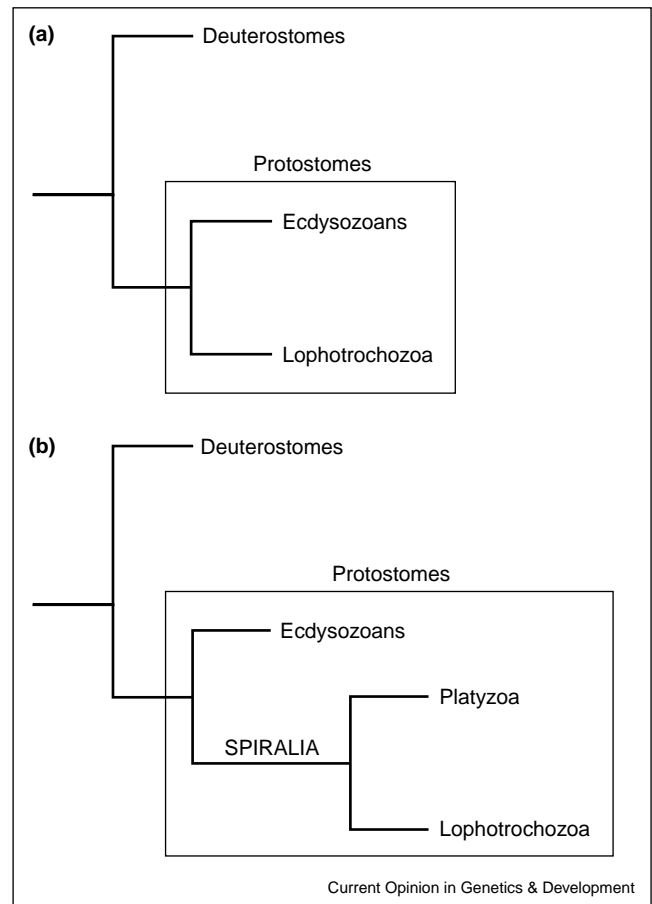 (a)
Deuterostomes
Protostomes
Ecdysozoans
Lophotrochozoa
(b)
Deuterostomes
Protostomes
Ecdysozoans
Platyzoa
SPIRALIA
Lophotrochozoa
Current Opinion in Genetics & Development